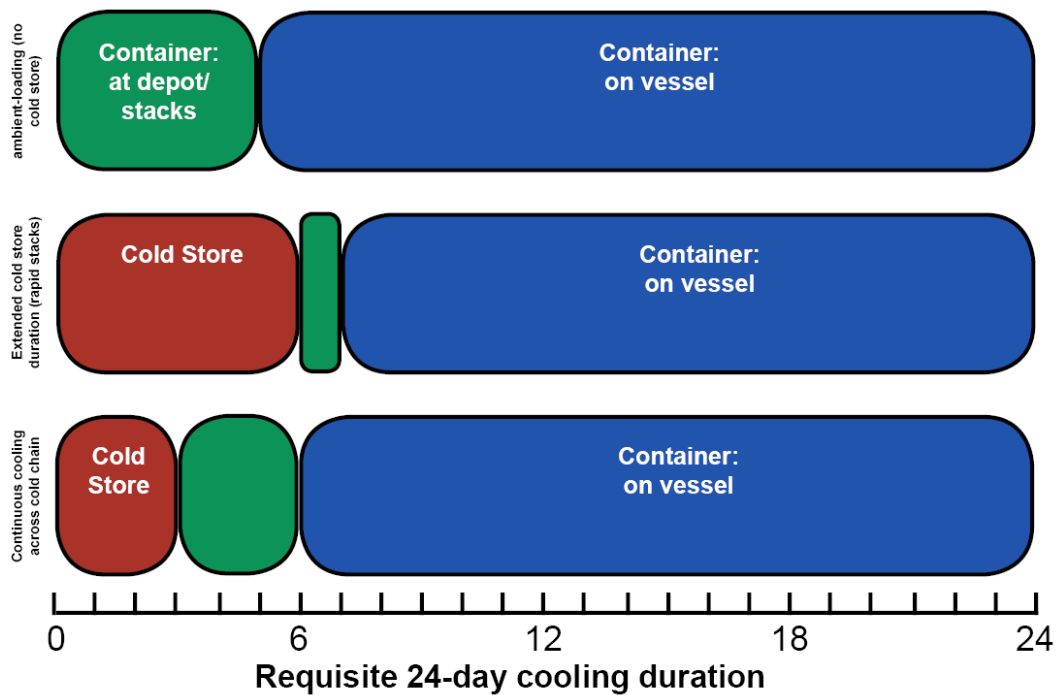 ambient-loading (no
cold store)
Container:
at depot/
stacks
Container:
on vessel
Extended cold store
duration (rapid stacks)
Cold Store
Container:
on vessel
Continuous cooling
across cold chain
Cold
Store
Container:
on vessel
0 6 12 18 24
Requisite 24-day cooling duration